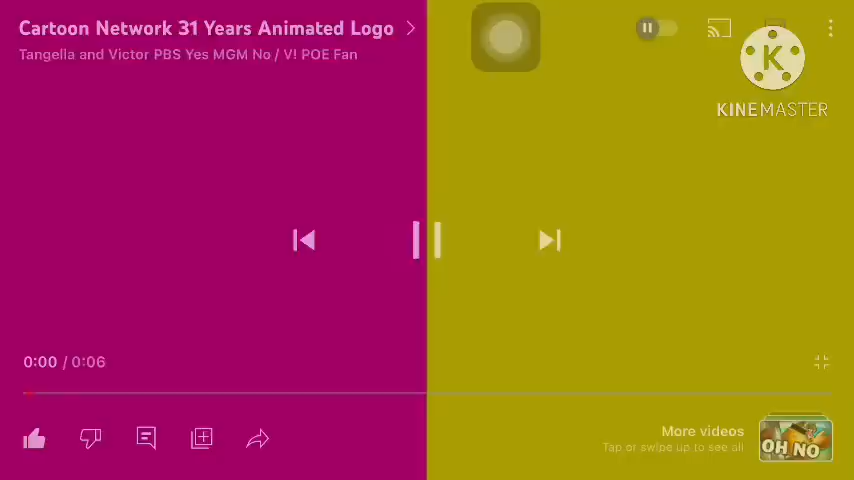 Cartoon Network 31 Years Animated Logo
Tangella and Victor PBS Yes MGM No / V! POE Fan
K
KINEMASTER
0:00 / 0:06
More videos
Tap or swipe up to see all
OH NO